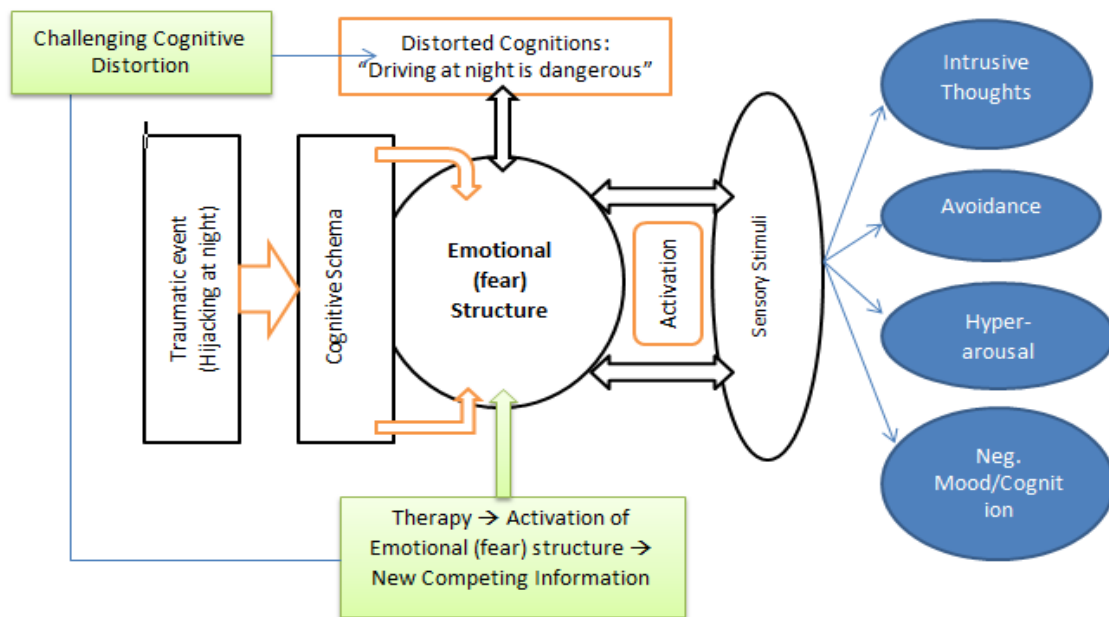 Challenging Cognitive
Distortion
Distorted Cognitions:
“Driving at night is dangerous”
Traumatic event
(Hijacking at night)
Cognitive Schema
Emotional
(fear)
Structure
Activation
Sensory Stimuli
Intrusive
Thoughts
Avoidance
Hyper-
arousal
Neg.
Mood/Cognit
ion
Therapy → Activation of
Emotional (fear) structure →
New Competing Information